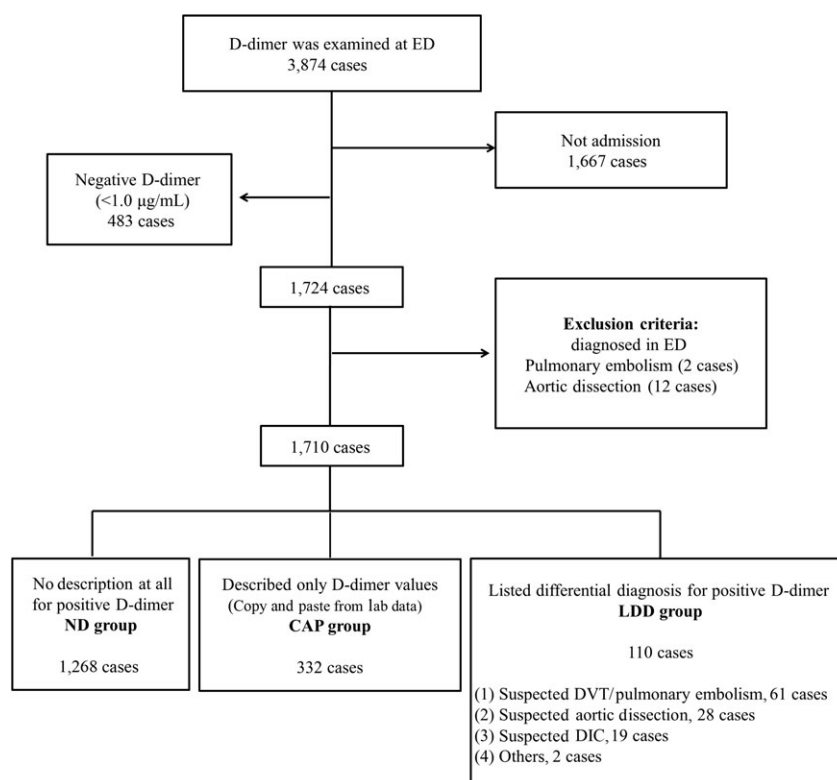 D-dimer was examined at ED
3,874 cases
Not admission
1,667 cases
Negative D-dimer
(<1.0 μg/mL)
483 cases
1,724 cases
Exclusion criteria:
diagnosed in ED
Pulmonary embolism (2 cases)
Aortic dissection (12 cases)
1,710 cases
No description at all
for positive D-dimer
ND group
1,268 cases
Described only D-dimer values
(Copy and paste from lab data)
CAP group
332 cases
Listed differential diagnosis for positive D-dimer
LDD group
110 cases
(1) Suspected DVT/pulmonary embolism, 61 cases
(2) Suspected aortic dissection, 28 cases
(3) Suspected DIC, 19 cases
(4) Others, 2 cases